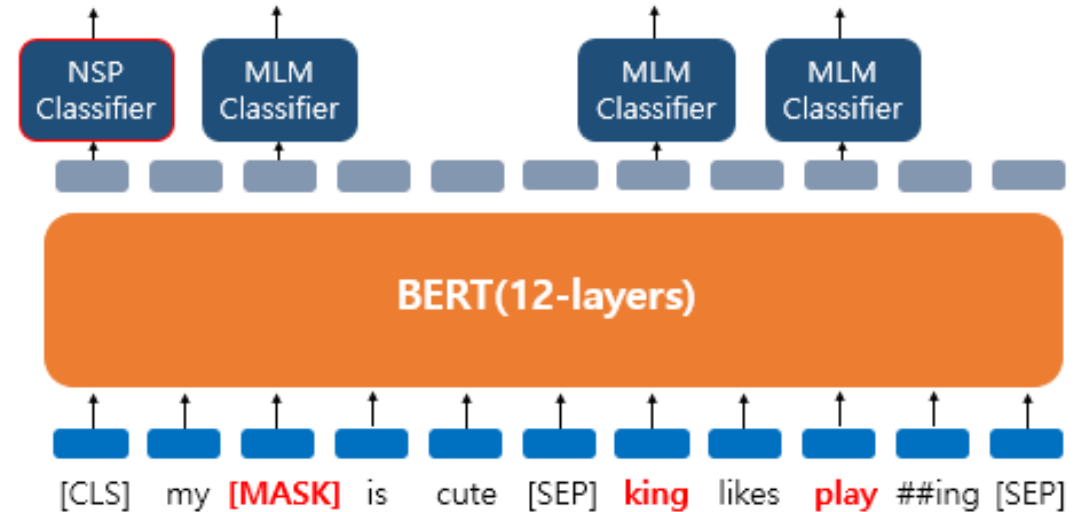 NSP
Classifier
MLM
Classifier
MLM
Classifier
MLM
Classifier
BERT(12-layers)
[CLS] my [MASK] is cute [SEP] king likes play ##ing [SEP]